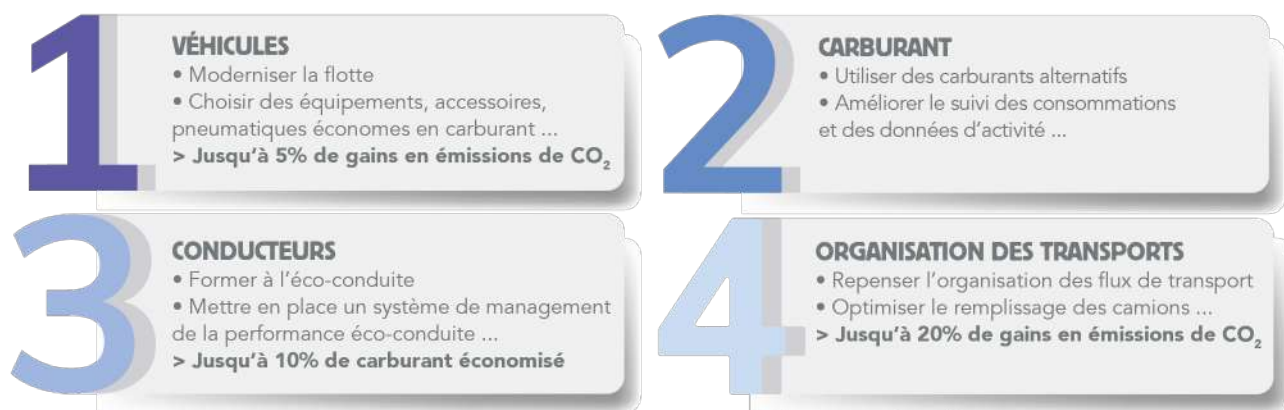 1
VÉHICULES
• Moderniser la flotte
• Choisir des équipements, accessoires,
pneumatiques économes en carburant ...
> Jusqu'à 5% de gains en émissions de CO₂
2
CARBURANT
• Utiliser des carburants alternatifs
• Améliorer le suivi des consommations
et des données d'activité ...
3
CONDUCTEURS
• Former à l'éco-conduite
• Mettre en place un système de management
de la performance éco-conduite ...
> Jusqu'à 10% de carburant économisé
4
ORGANISATION DES TRANSPORTS
• Repenser l'organisation des flux de transport
• Optimiser le remplissage des camions ...
> Jusqu'à 20% de gains en émissions de CO₂